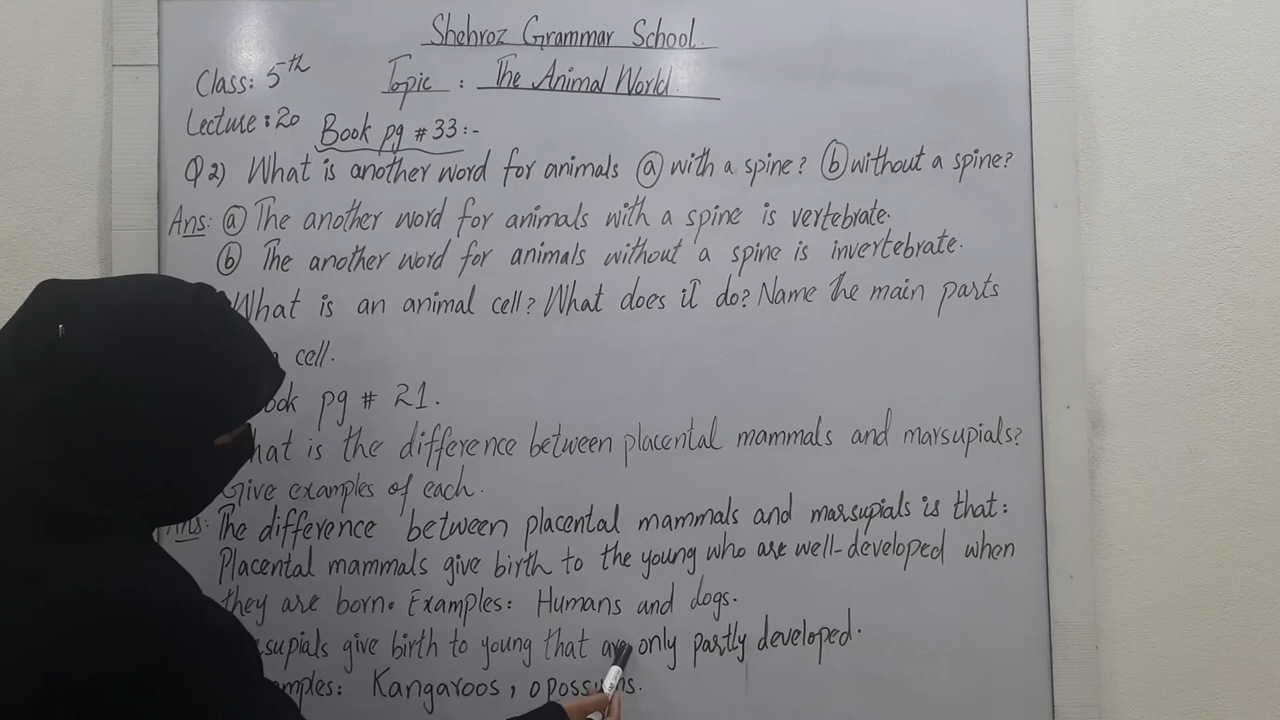 Shehroz Grammar School.
Class: 5th Topic : The Animal World.
Lecture: 20 Book pg # 33:-
Q2) What is another word for animals (a) with a spine? (b) without a spine?
Ans: (a) The another word for animals with a spine is vertebrate.
(b) The another word for animals without a spine is invertebrate.
What is an animal cell? What does it do? Name the main parts
cell.
pg # 21.
is the difference between placental mammals and marsupials?
Give examples of each.
Ans: The difference between placental mammals and marsupials is that:
Placental mammals give birth to the young who are well-developed when
they are born. Examples: Humans and dogs.
give birth to young that are only partly developed.
Kangaroos, opossums.